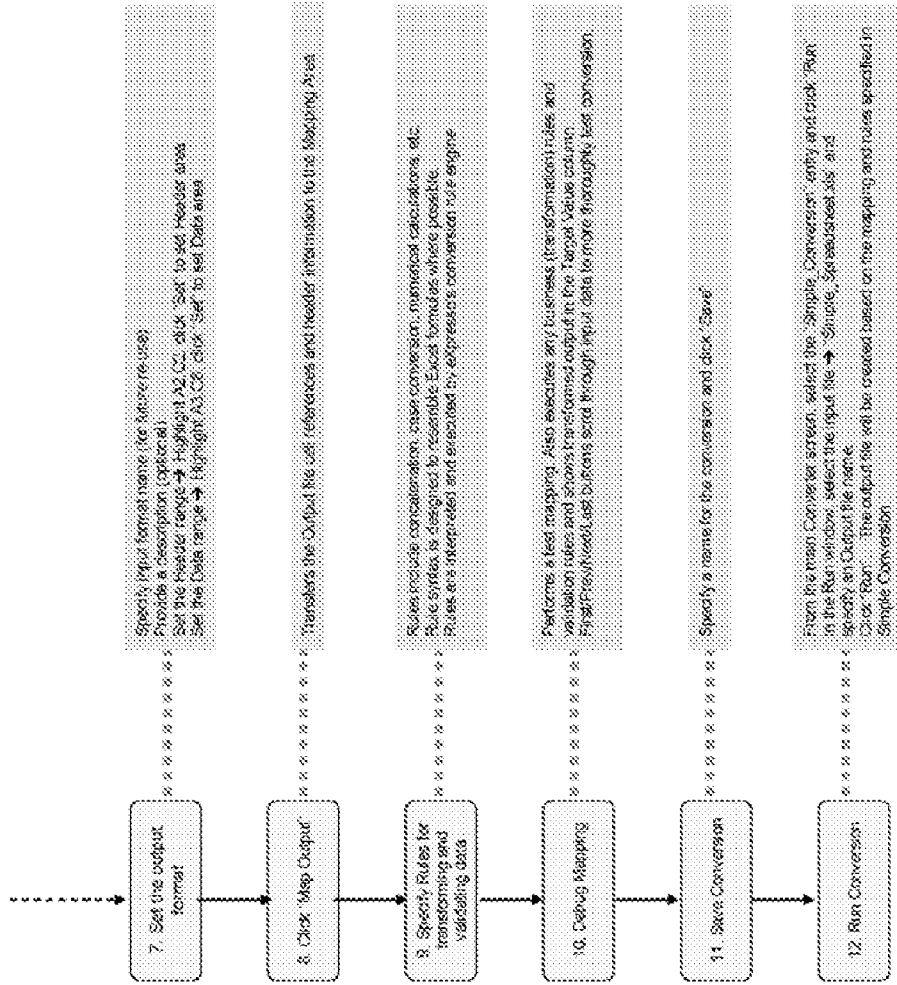 7. Set the output
format
Specify input format name (for future re-use)
Provide a description (optional)
Set the Header range → Highlight A2:C2, click 'Set' to set Header area
Set the Data range → Highlight A3:C6, click 'Set' to set Data area
8. Click 'Map Output'
Transfers the Output file cell references and header information to the Mapping Area
9. Specify Rules for
transforming and
validating data
Rules include concatenation, case conversion, numerical calculations, etc.
Rule syntax is designed to resemble Excel formulas where possible.
Rules are interpreted and executed by expressor's conversion rule engine
10. Debug Mapping
Performs a test mapping. Also executes any business (transformation) rules and
validation rules and shows transformed output in the Target Value column
First/Prev/Next/Last buttons scroll through input data to more thoroughly test conversion
11. Save Conversion
Specify a name for the conversion and click 'Save'
12. Run Conversion
From the main Converter screen, select the 'Simple_Conversion' entry and click 'Run'
In the Run window, select the input file → 'Simple_Spreadsheet.xls' and
specify an Output file name.
Click 'Run'. The output file will be created based on the mapping and rules specified in
Simple Conversion